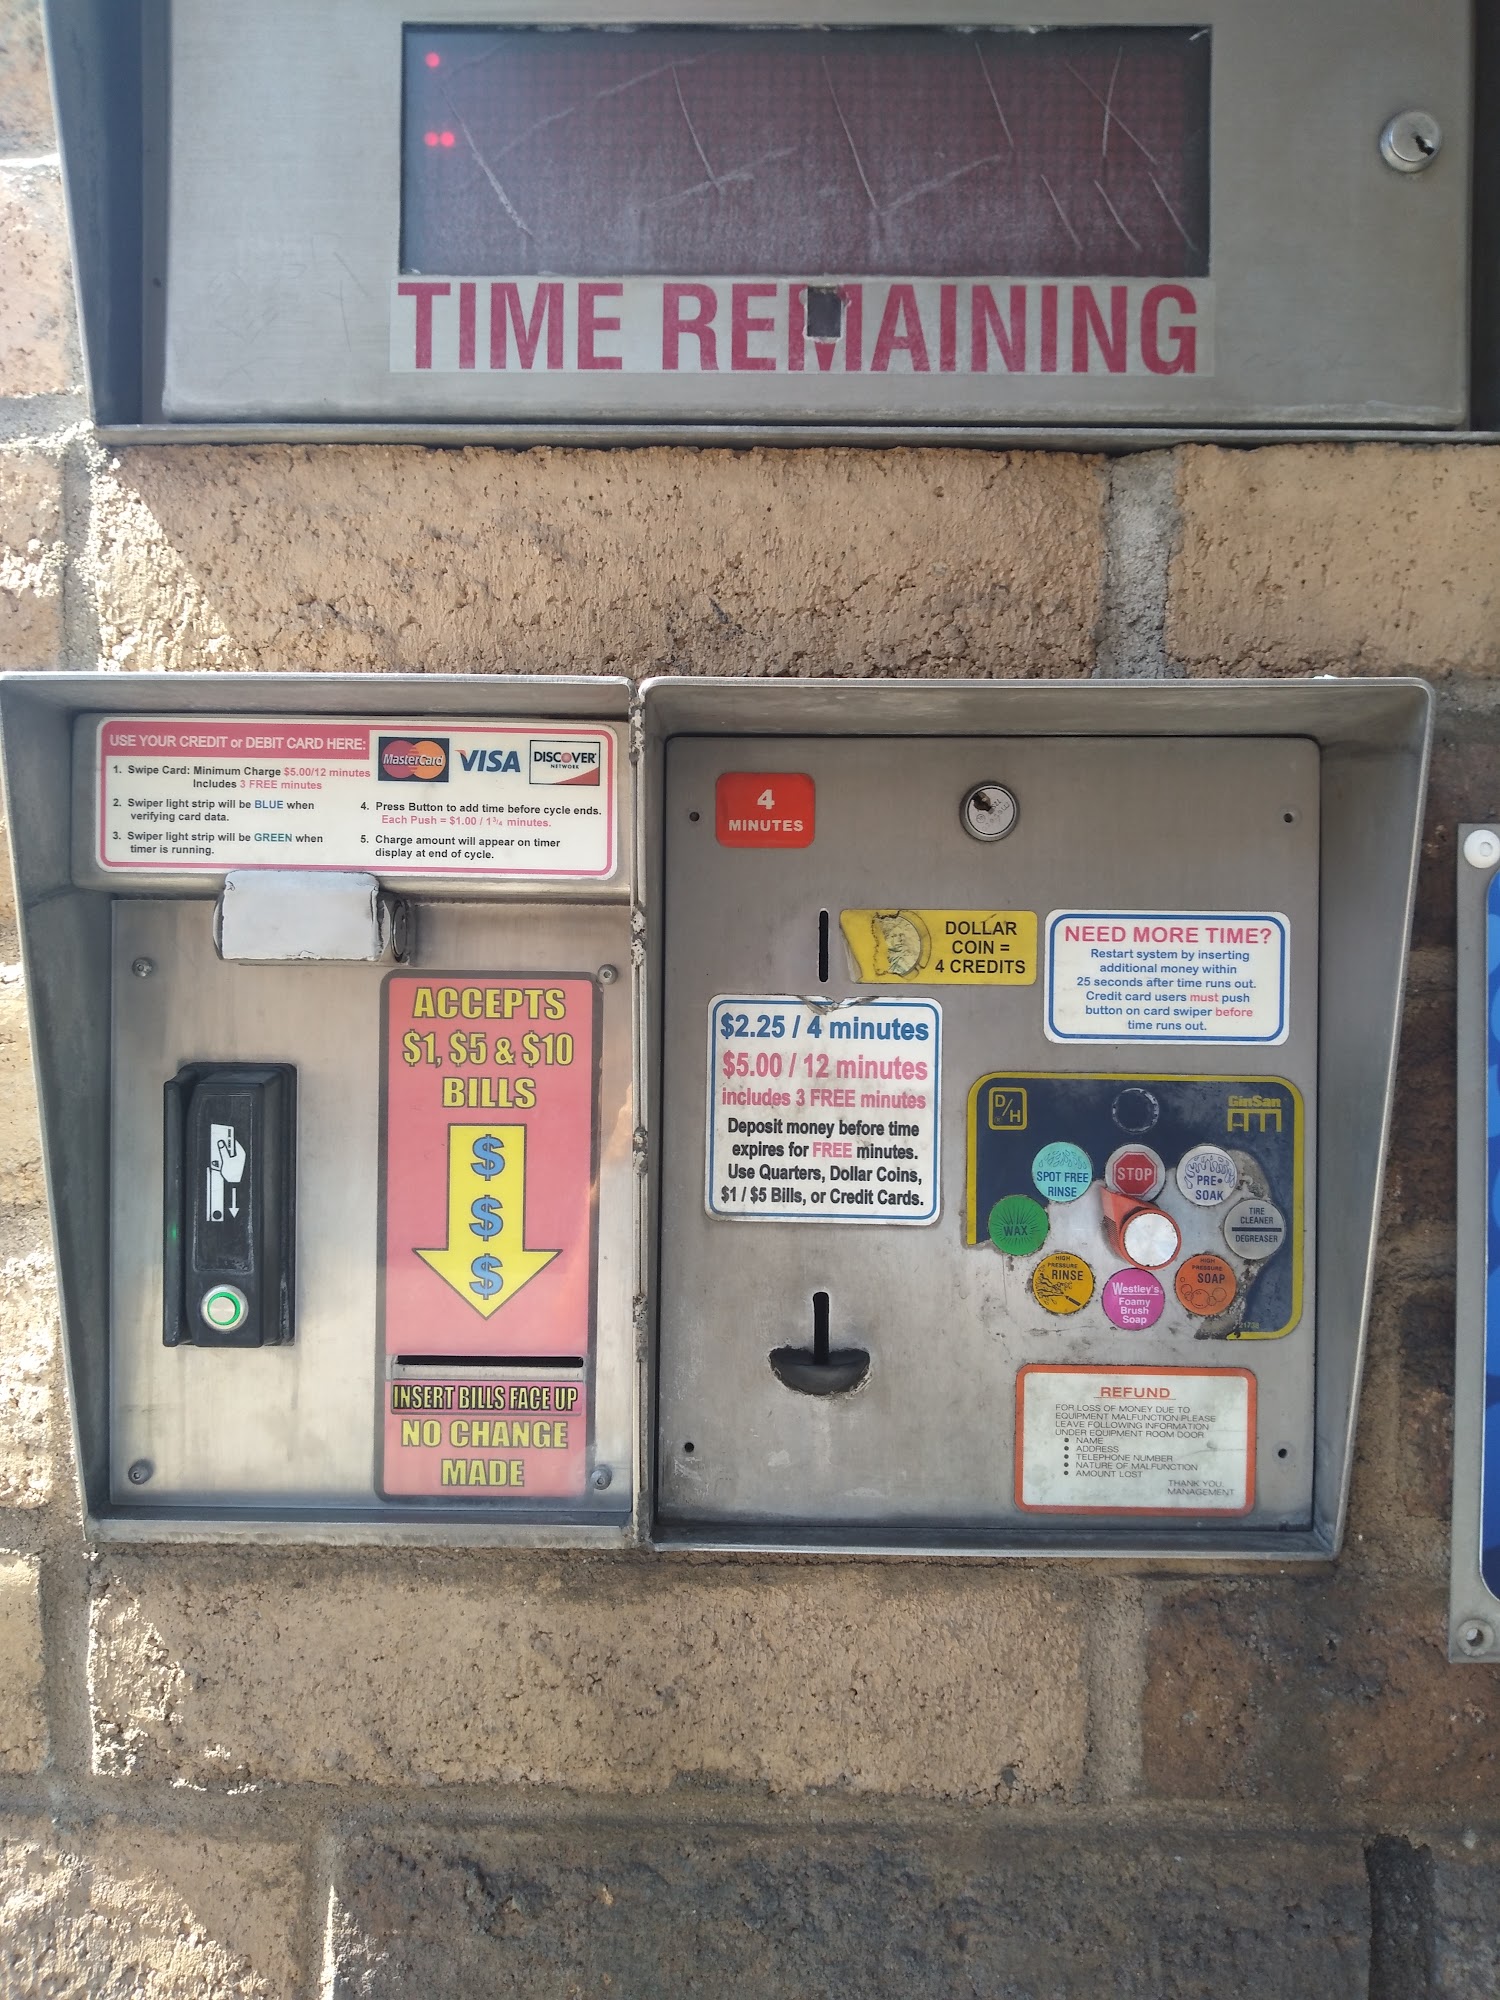 TIME REMAINING
USE YOUR CREDIT or DEBIT CARD HERE:
MasterCard
VISA
DISCOVER
NETWORK
1. Swipe Card: Minimum Charge $5.00/12 minutes
Includes 3 FREE minutes
2. Swiper light strip will be BLUE when
verifying card data.
3. Swiper light strip will be GREEN when
timer is running.
4. Press Button to add time before cycle ends.
Each Push = $1.00 / 1 3/4 minutes.
5. Charge amount will appear on timer
display at end of cycle.
ACCEPTS
$1, $5 & $10
BILLS
$
$
$
INSERT BILLS FACE UP
NO CHANGE
MADE
4
MINUTES
DOLLAR
COIN =
4 CREDITS
NEED MORE TIME?
Restart system by inserting
additional money within
25 seconds after time runs out.
Credit card users must push
button on card swiper before
time runs out.
$2.25 / 4 minutes
$5.00 / 12 minutes
includes 3 FREE minutes
Deposit money before time
expires for FREE minutes.
Use Quarters, Dollar Coins,
$1 / $5 Bills, or Credit Cards.
D/H
GinSan
SPOT FREE
RINSE
STOP
PRE•
SOAK
WAX
TIRE
CLEANER
DEGREASER
HIGH
PRESSURE
RINSE
Westley's
Foamy
Brush
Soap
HIGH
PRESSURE
SOAP
REFUND
FOR LOSS OF MONEY DUE TO
EQUIPMENT MALFUNCTION PLEASE
LEAVE FOLLOWING INFORMATION
UNDER EQUIPMENT ROOM DOOR
• NAME
• ADDRESS
• TELEPHONE NUMBER
• NATURE OF MALFUNCTION
• AMOUNT LOST
THANK YOU
MANAGEMENT